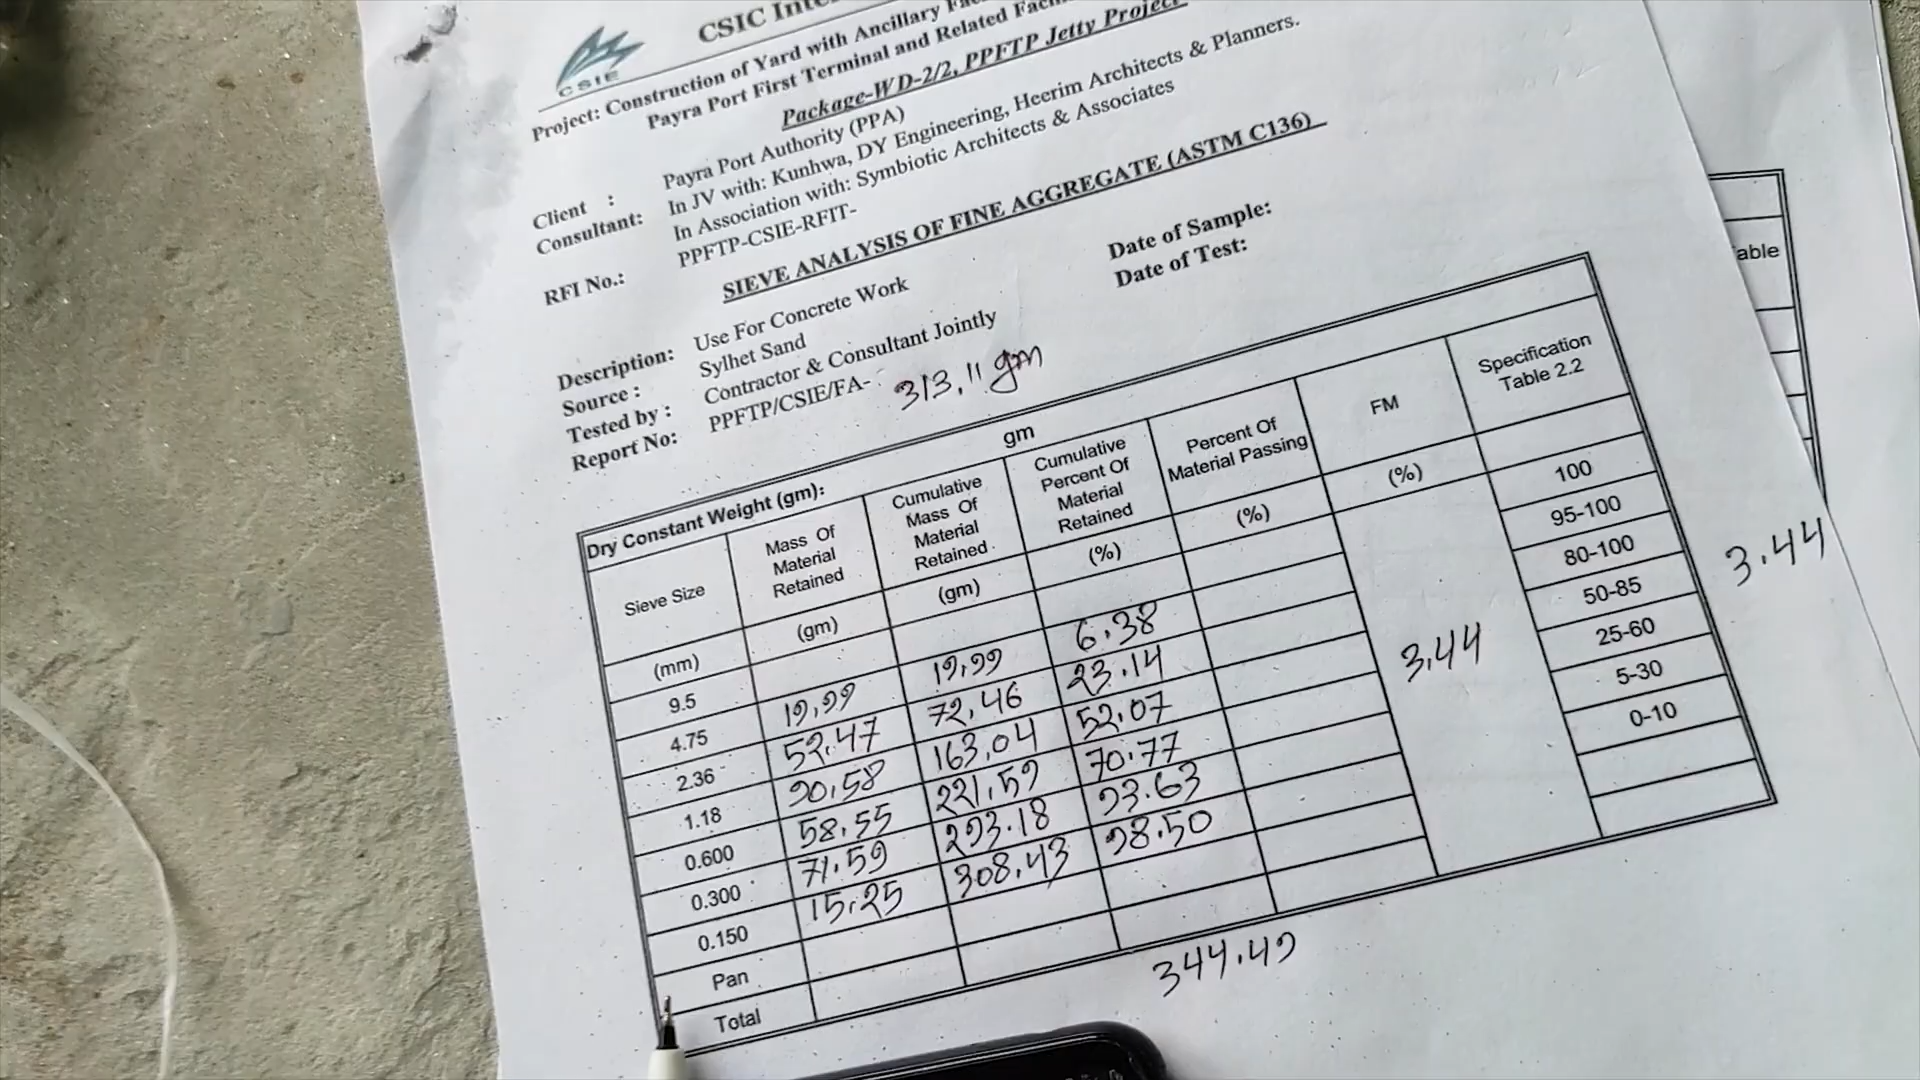 CSIC Inte
CSIE
Project: Construction of Yard with Ancillary Fac
Payra Port First Terminal and Related Faci
Package-WD-2/2, PPFTP Jetty Project
Client : Payra Port Authority (PPA)
Consultant: In JV with: Kunhwa, DY Engineering, Heerim Architects & Planners.
In Association with: Symbiotic Architects & Associates
RFI No.: PPFTP-CSIE-RFIT-
SIEVE ANALYSIS OF FINE AGGREGATE (ASTM C136)
Date of Sample:
Date of Test:
Description: Use For Concrete Work
Source : Sylhet Sand
Tested by : Contractor & Consultant Jointly
Report No: PPFTP/CSIE/FA- 313.11 gm
Dry Constant Weight (gm): gm
Sieve Size Mass Of Material Retained Cumulative Mass Of Material Retained Cumulative Percent Of Material Retained Percent Of Material Passing FM Specification Table 2.2
(mm) (gm) (gm) (%) (%) (%)
9.5 100
4.75 19,99 19,99 6.38 95-100
2.36 52.47 72,46 23.14 80-100
1.18 90,58 163,04 52.07 50-85
0.600 58.55 221,59 70.77 3,44 25-60
0.300 71.59 293.18 93.63 5-30
0.150 15.25 308.43 98.50 0-10
Pan
Total
344.49
3.44
able